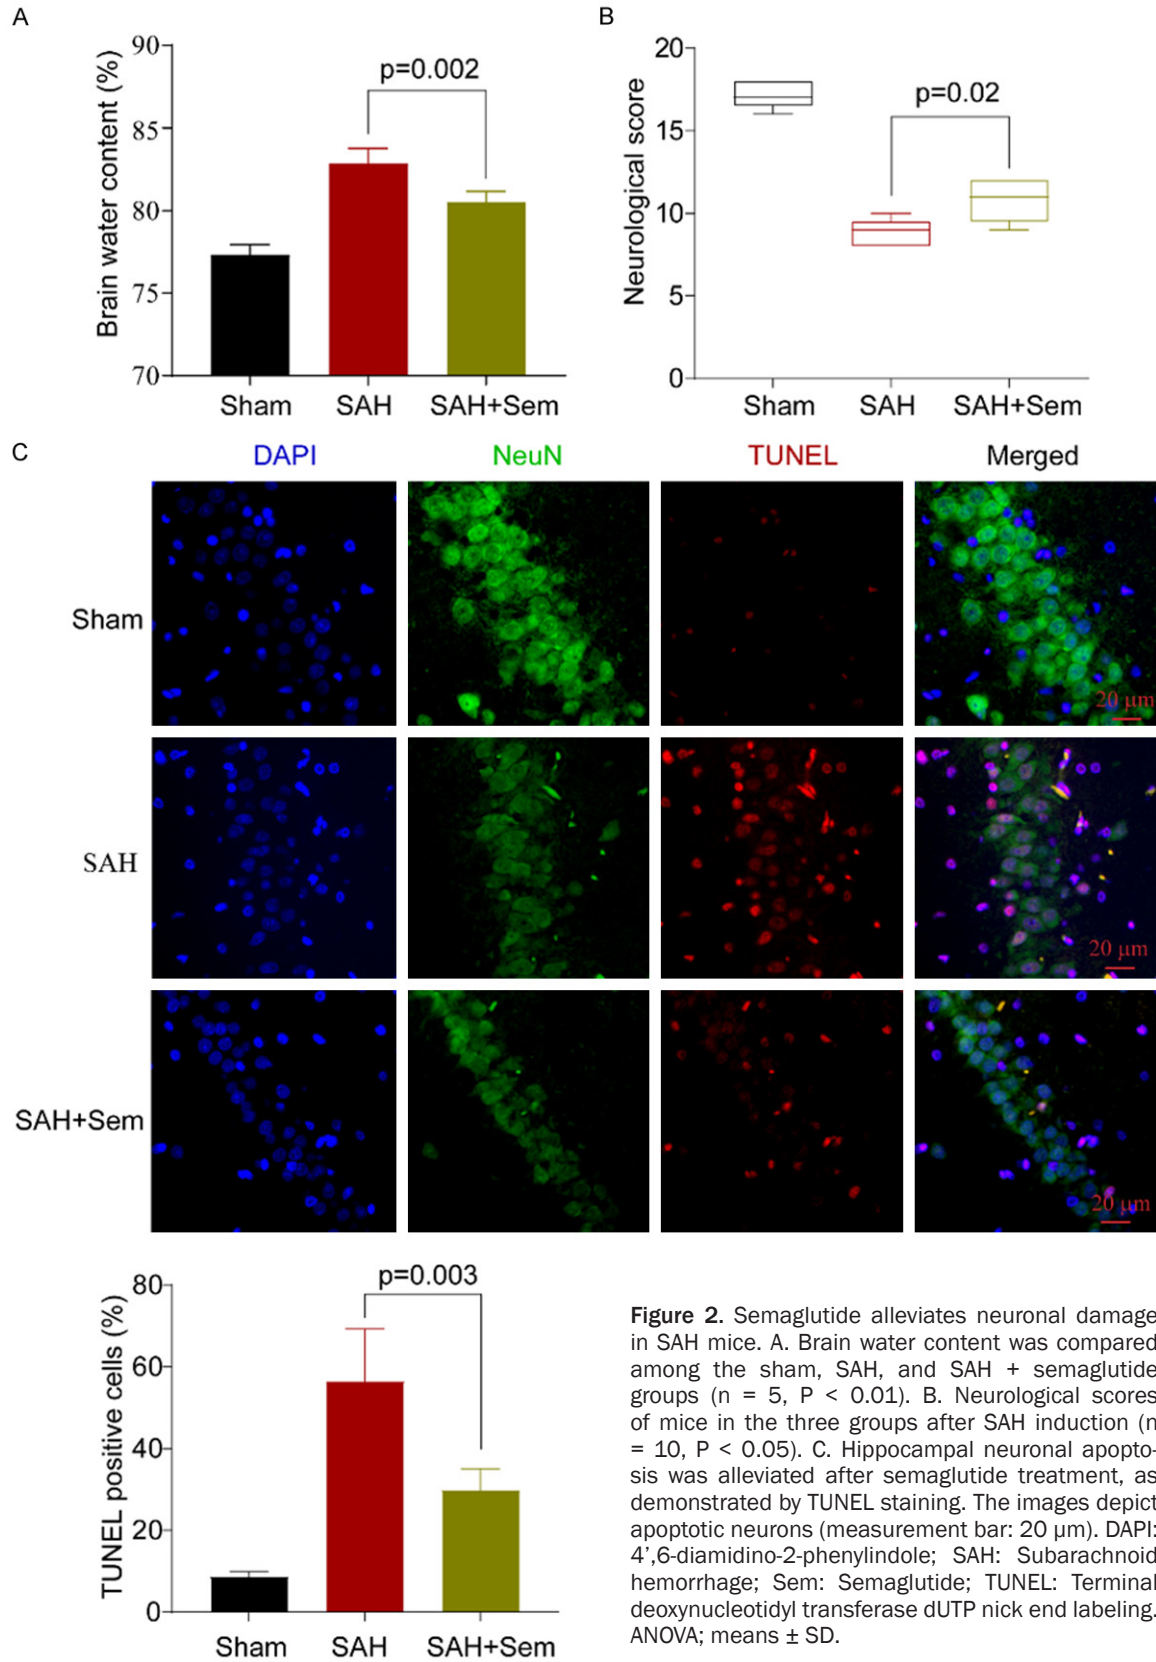 A
Brain water content (%)
90
85
80
75
70
p=0.002
Sham SAH SAH+Sem
B
Neurological score
20
15
10
5
0
p=0.02
Sham SAH SAH+Sem
C
DAPI NeuN TUNEL Merged
Sham
20 µm
SAH
20 µm
SAH+Sem
20 µm
TUNEL positive cells (%)
80
60
40
20
0
p=0.003
Sham SAH SAH+Sem
Figure 2. Semaglutide alleviates neuronal damage
in SAH mice. A. Brain water content was compared
among the sham, SAH, and SAH + semaglutide
groups (n = 5, P < 0.01). B. Neurological scores
of mice in the three groups after SAH induction (n
= 10, P < 0.05). C. Hippocampal neuronal apopto-
sis was alleviated after semaglutide treatment, as
demonstrated by TUNEL staining. The images depict
apoptotic neurons (measurement bar: 20 µm). DAPI:
4’,6-diamidino-2-phenylindole; SAH: Subarachnoid
hemorrhage; Sem: Semaglutide; TUNEL: Terminal
deoxynucleotidyl transferase dUTP nick end labeling.
ANOVA; means ± SD.